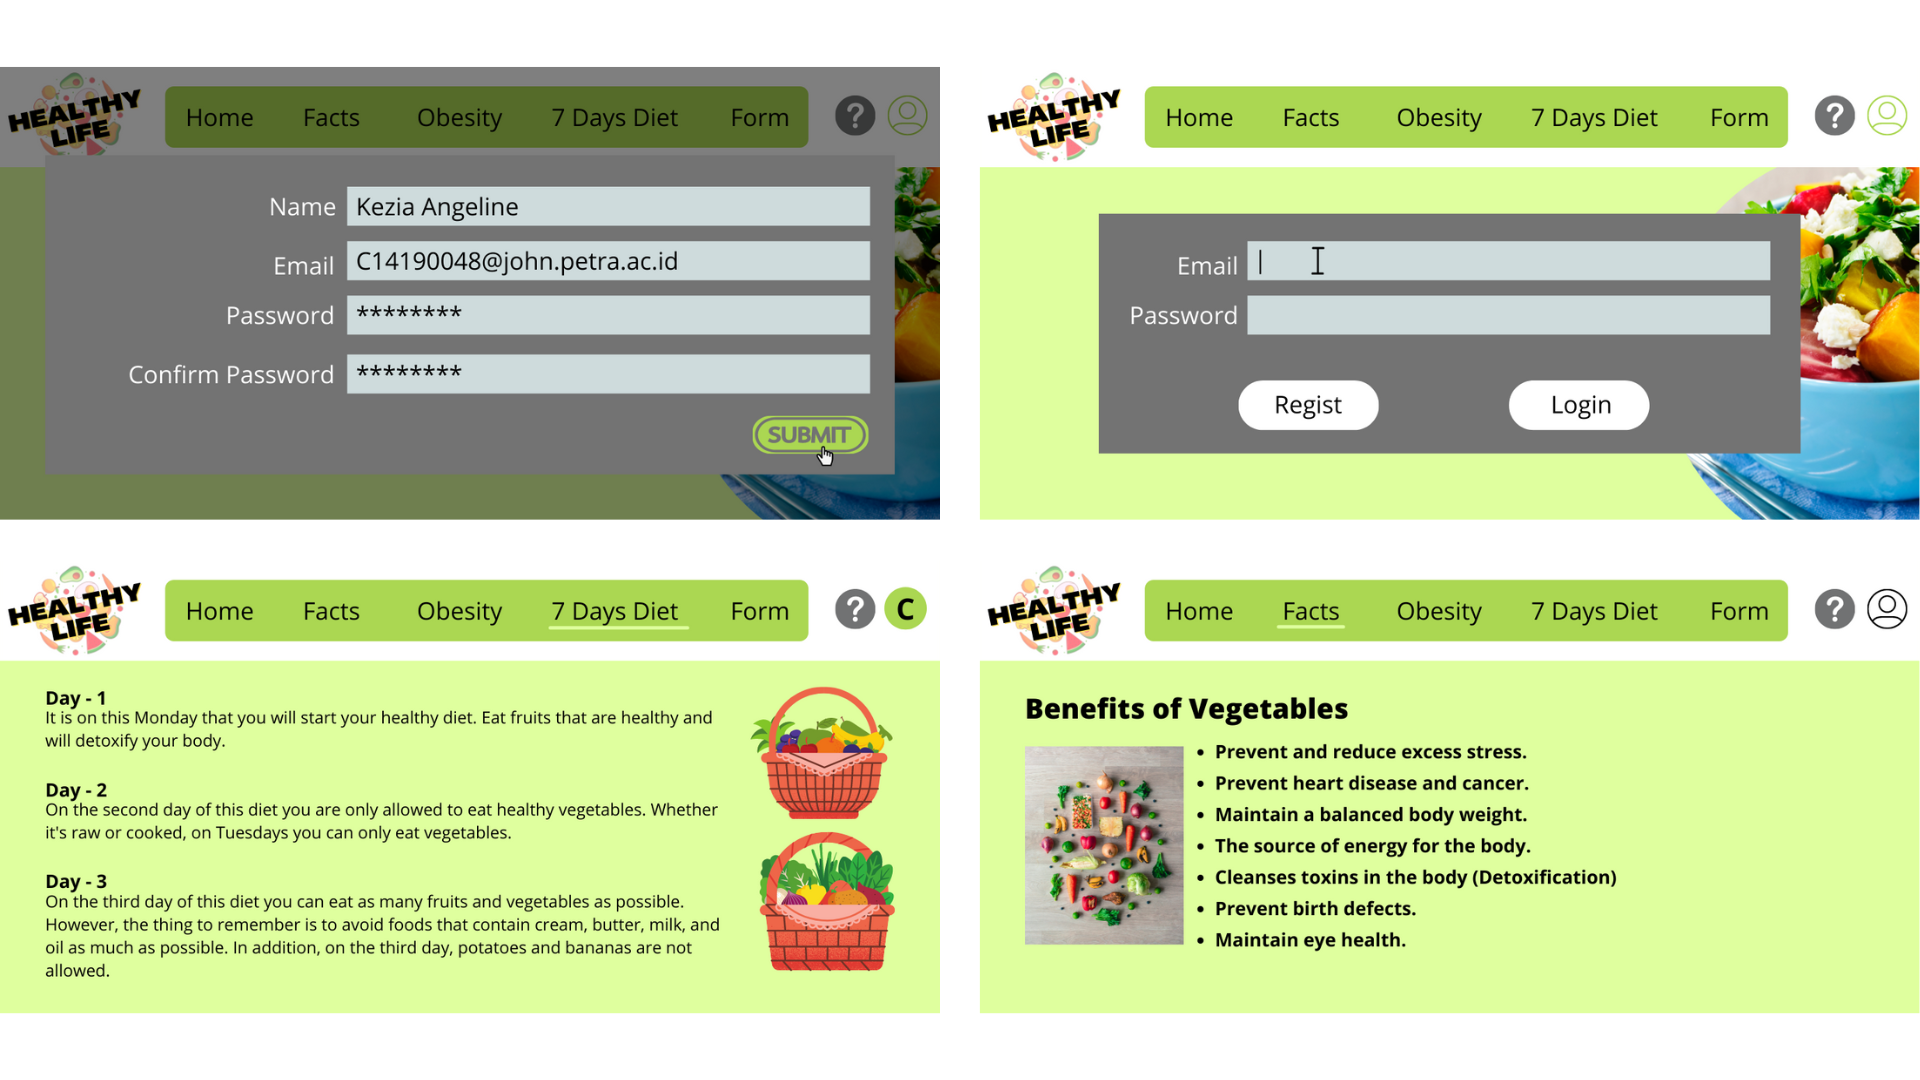 HEALTHY
LIFE
Home Facts Obesity 7 Days Diet Form ?
Name Kezia Angeline
Email C14190048@john.petra.ac.id
Password ********
Confirm Password ********
SUBMIT
HEALTHY
LIFE
Home Facts Obesity 7 Days Diet Form ?
Email
Password
Regist Login
HEALTHY
LIFE
Home Facts Obesity 7 Days Diet Form ? C
Day - 1
It is on this Monday that you will start your healthy diet. Eat fruits that are healthy and
will detoxify your body.
Day - 2
On the second day of this diet you are only allowed to eat healthy vegetables. Whether
it's raw or cooked, on Tuesdays you can only eat vegetables.
Day - 3
On the third day of this diet you can eat as many fruits and vegetables as possible.
However, the thing to remember is to avoid foods that contain cream, butter, milk, and
oil as much as possible. In addition, on the third day, potatoes and bananas are not
allowed.
HEALTHY
LIFE
Home Facts Obesity 7 Days Diet Form ?
Benefits of Vegetables
• Prevent and reduce excess stress.
• Prevent heart disease and cancer.
• Maintain a balanced body weight.
• The source of energy for the body.
• Cleanses toxins in the body (Detoxification)
• Prevent birth defects.
• Maintain eye health.